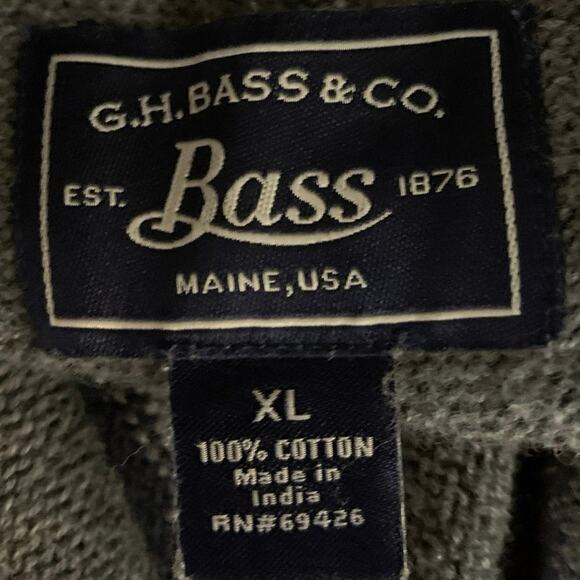 G.H.BASS & CO.
EST. Bass 1876
MAINE, USA
XL
100% COTTON
Made in
India
RN#69426